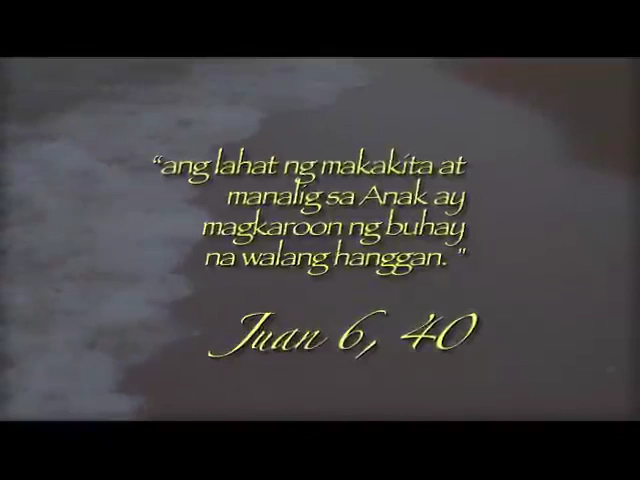 “ang lahat ng makakita at
manalig sa Anak ay
magkaroon ng buhay
na walang hanggan. ”
Juan 6, 40